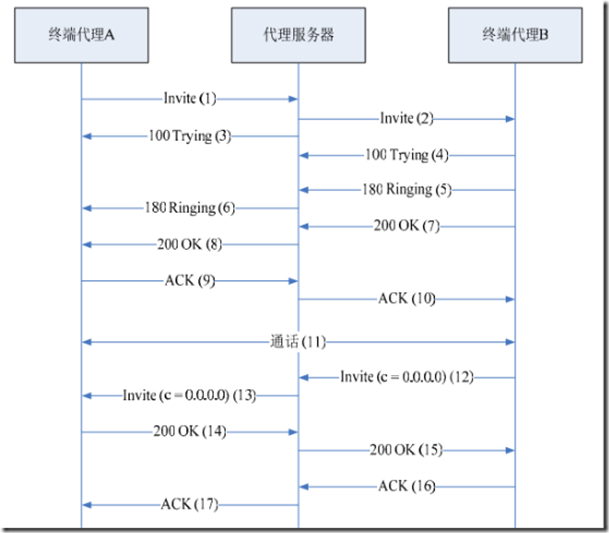 终端代理A
代理服务器
终端代理B
Invite (1)
Invite (2)
100 Trying (3)
100 Trying (4)
180 Ringing (5)
180 Ringing (6)
200 OK (7)
200 OK (8)
ACK (9)
ACK (10)
通话 (11)
Invite (c = 0.0.0.0) (12)
Invite (c = 0.0.0.0) (13)
200 OK (14)
200 OK (15)
ACK (16)
ACK (17)